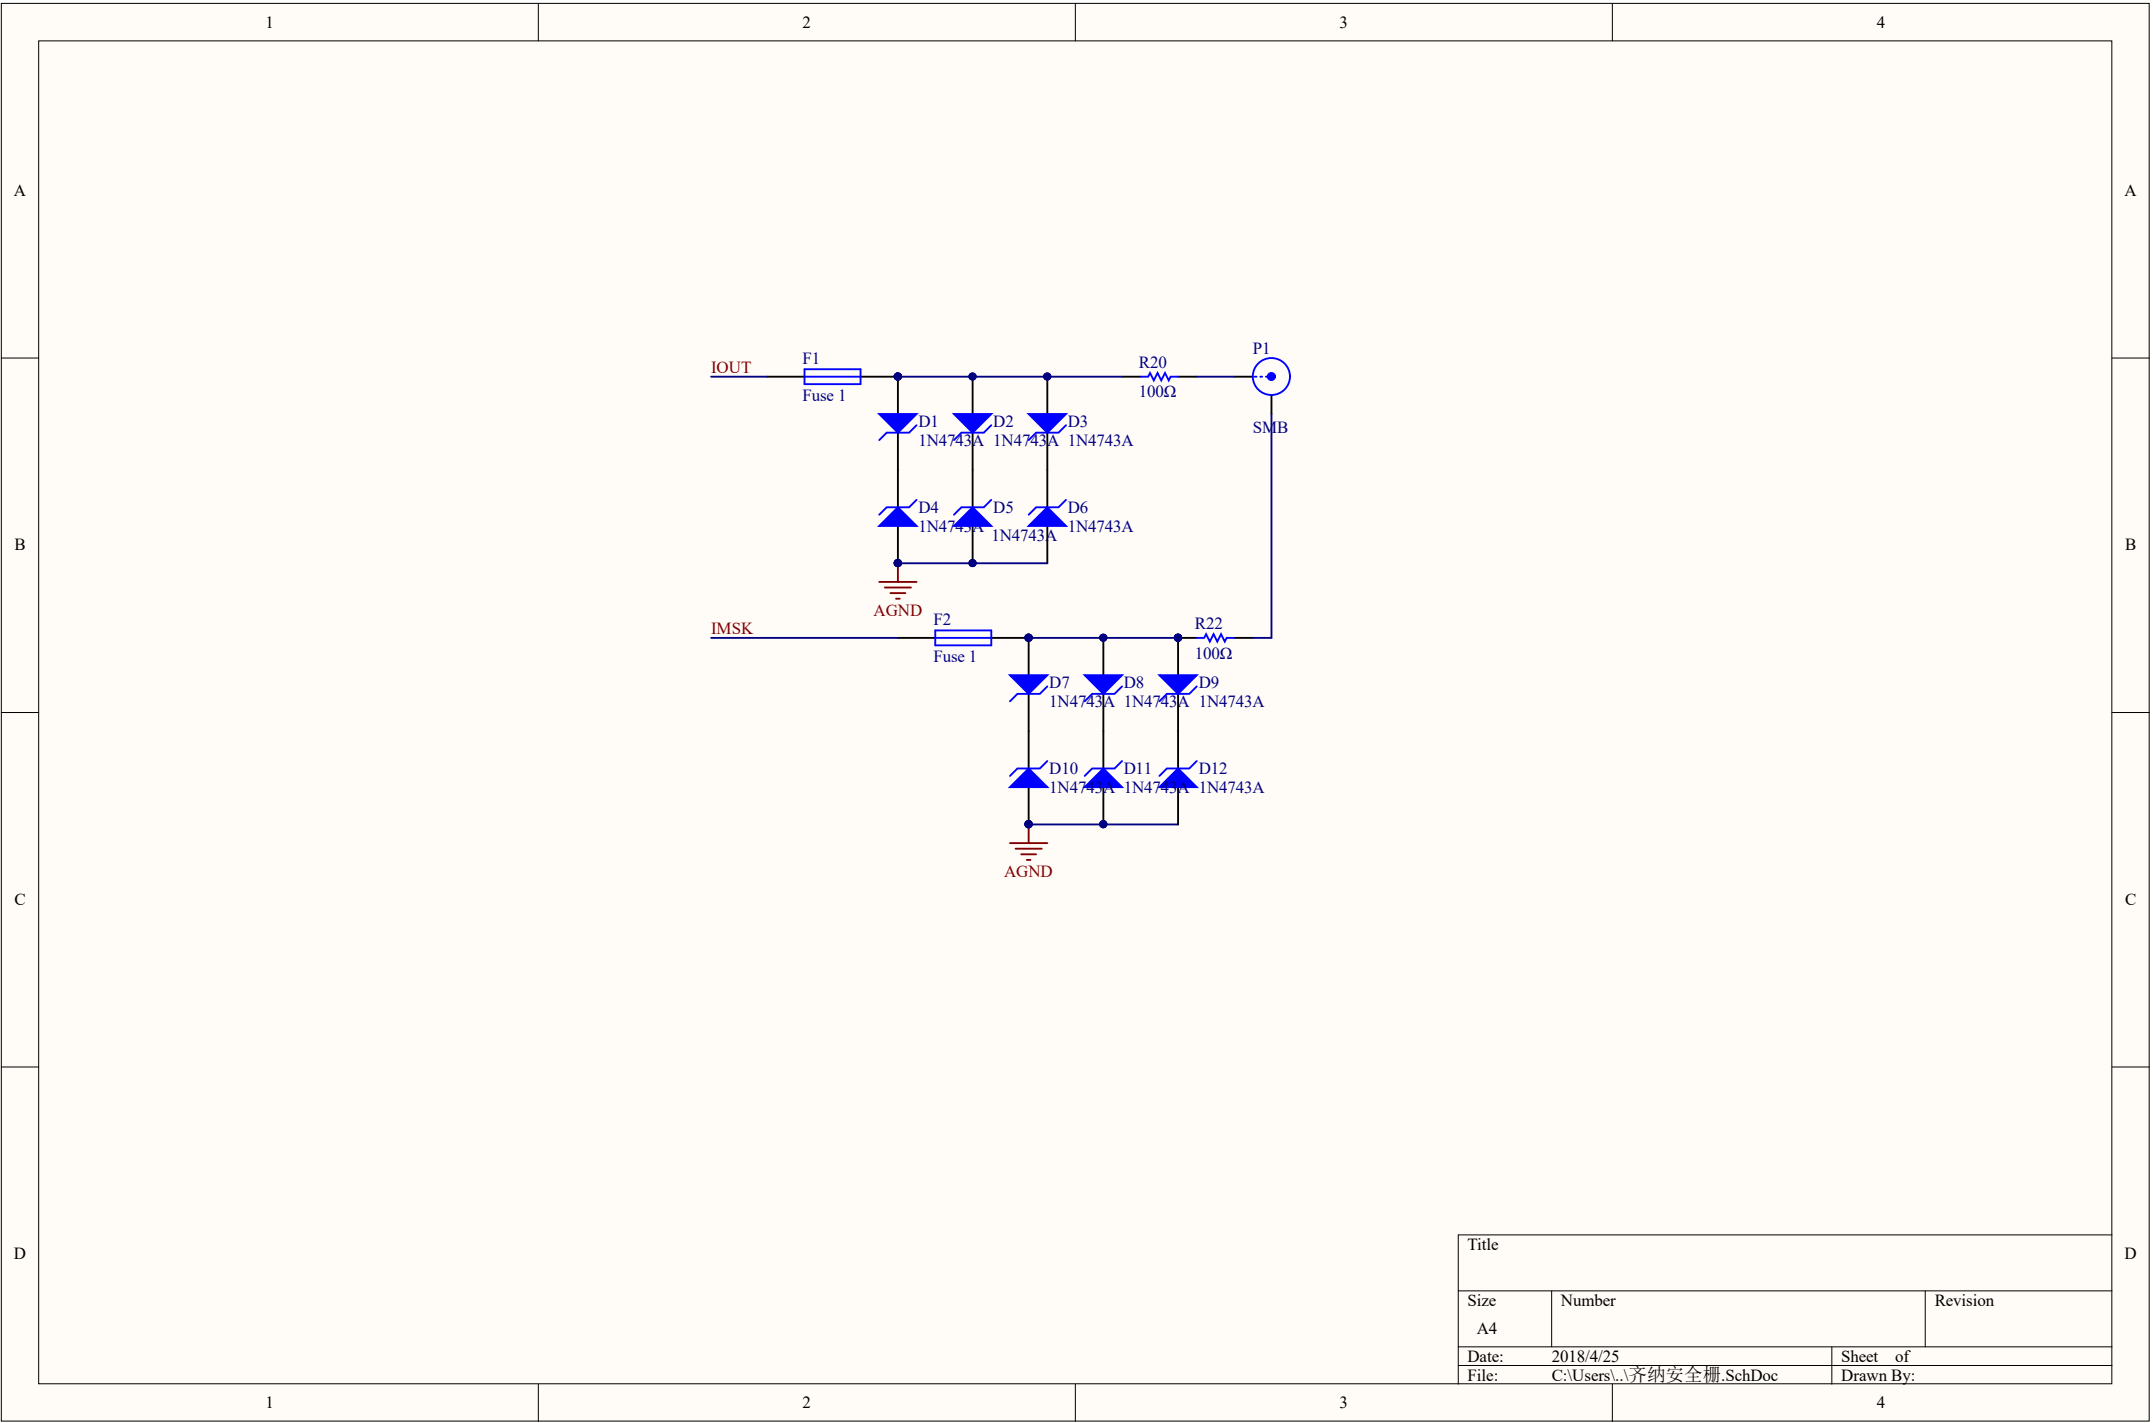 1 2 3 4
A A
P1
IOUT F1 R20
Fuse 1 100Ω
D1 D2 D3
SMB
1N4743A 1N4743A 1N4743A
D4 D5 D6
1N4743A 1N4743A
1N4743A
B B
AGND
IMSK F2 R22
Fuse 1 100Ω
D7 D8 D9
1N4743A 1N4743A 1N4743A
D10 D11 D12
1N4743A 1N4743A 1N4743A
AGND
C C
D D
Title
Size Number Revision
A4
Date: 2018/4/25 Sheet of
File: C:\Users\..\齐纳安全栅.SchDoc Drawn By:
1 2 3 4